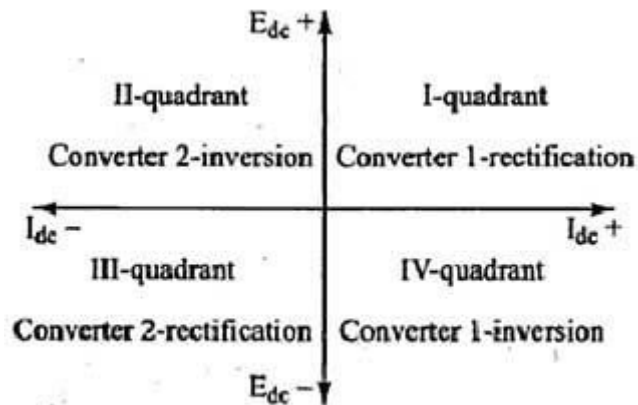 E_dc +
II-quadrant
I-quadrant
Converter 2-inversion
Converter 1-rectification
I_dc −
I_dc +
III-quadrant
IV-quadrant
Converter 2-rectification
Converter 1-inversion
E_dc −